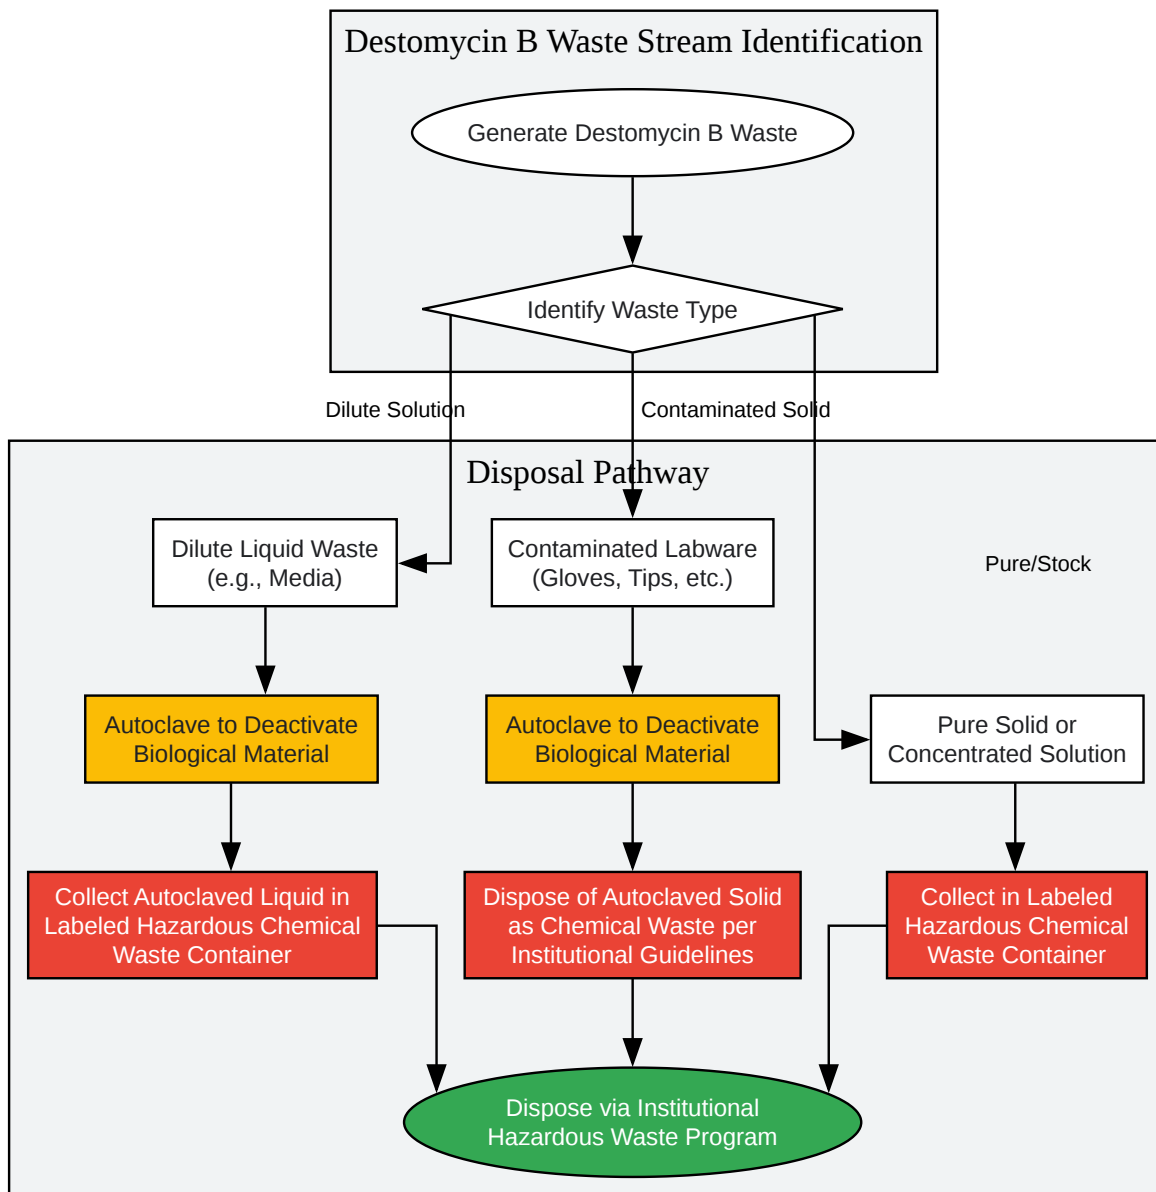 Destomycin B Waste Stream Identification
Generate Destomycin B Waste
Identify Waste Type
Dilute Solution
Contaminated Solid
Disposal Pathway
Dilute Liquid Waste
(e.g., Media)
Contaminated Labware
(Gloves, Tips, etc.)
Pure/Stock
Autoclave to Deactivate
Biological Material
Autoclave to Deactivate
Biological Material
Pure Solid or
Concentrated Solution
Collect Autoclaved Liquid in
Labeled Hazardous Chemical
Waste Container
Dispose of Autoclaved Solid
as Chemical Waste per
Institutional Guidelines
Collect in Labeled
Hazardous Chemical
Waste Container
Dispose via Institutional
Hazardous Waste Program